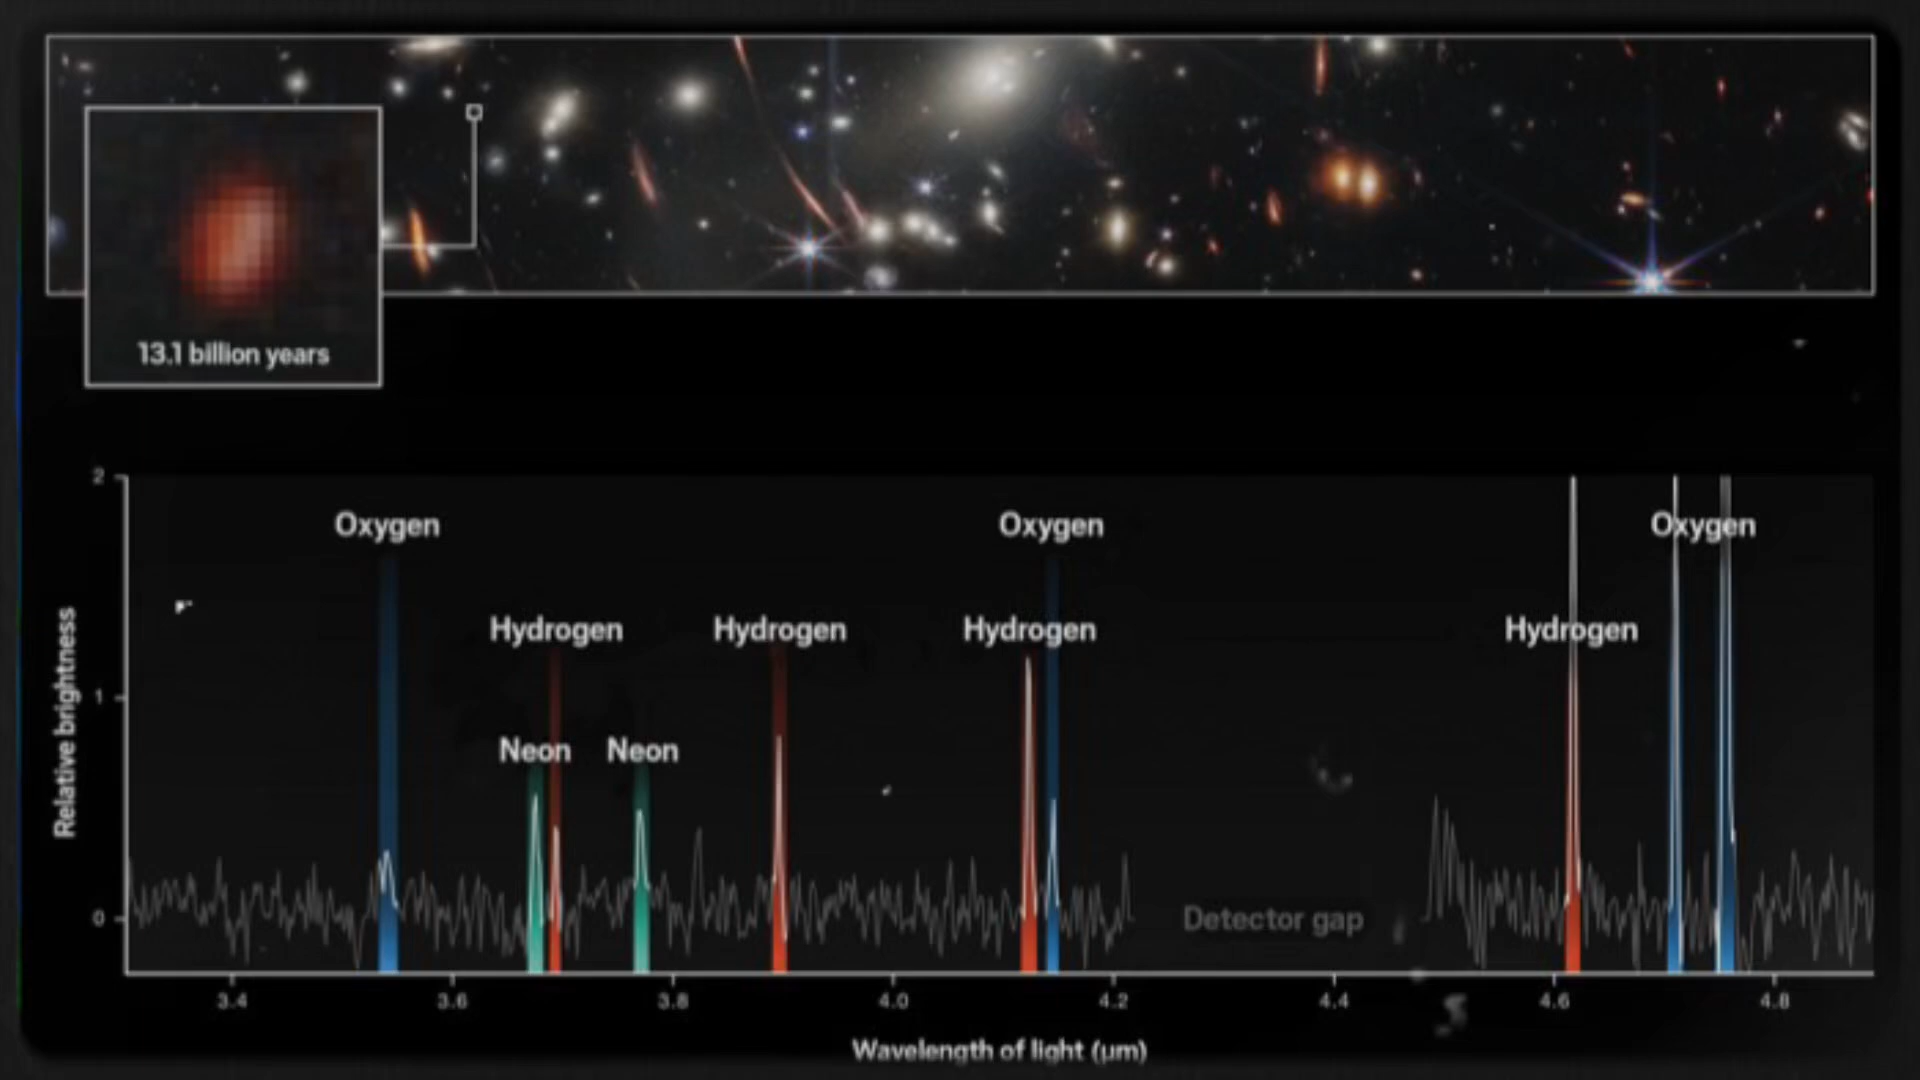 13.1 billion years
2
Oxygen
Oxygen
Oxygen
Hydrogen
Hydrogen
Hydrogen
Hydrogen
Neon
Neon
1
0
Relative brightness
Detector gap
3.4
3.6
3.8
4.0
4.2
4.4
4.6
4.8
Wavelength of light (μm)